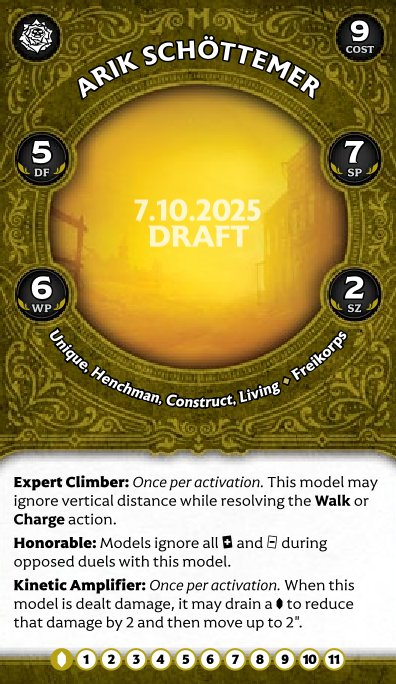 9
COST
ARIK SCHÖTTEMER
5
DF
7
SP
7.10.2025
DRAFT
6
WP
2
SZ
Unique, Henchman, Construct, Living ♦ Freikorps
Expert Climber: Once per activation. This model may
ignore vertical distance while resolving the Walk or
Charge action.
Honorable: Models ignore all and during
opposed duels with this model.
Kinetic Amplifier: Once per activation. When this
model is dealt damage, it may drain a to reduce
that damage by 2 and then move up to 2".
1 2 3 4 5 6 7 8 9 10 11